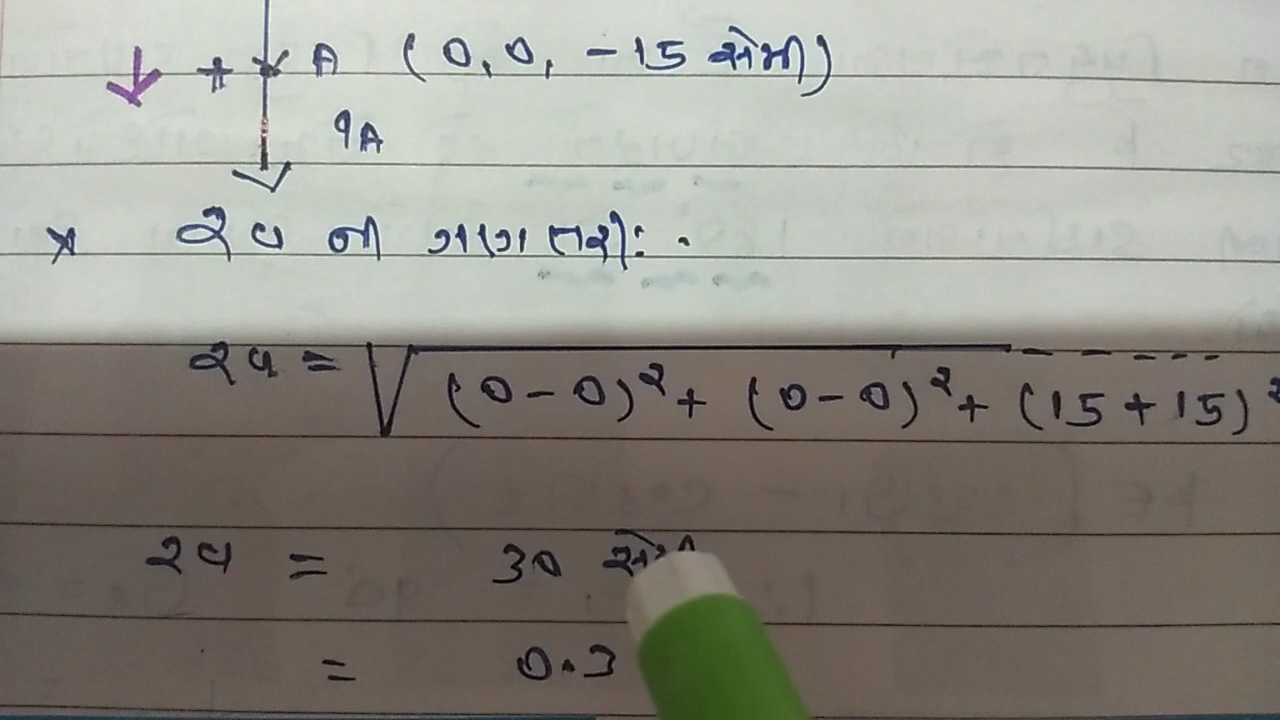 + A (0, 0, -15 સેમી)
qA
* 2a ની ગણતરી:-
2a = √(0-0)² + (0-0)² + (15+15)²
2a = 30
= 0.3